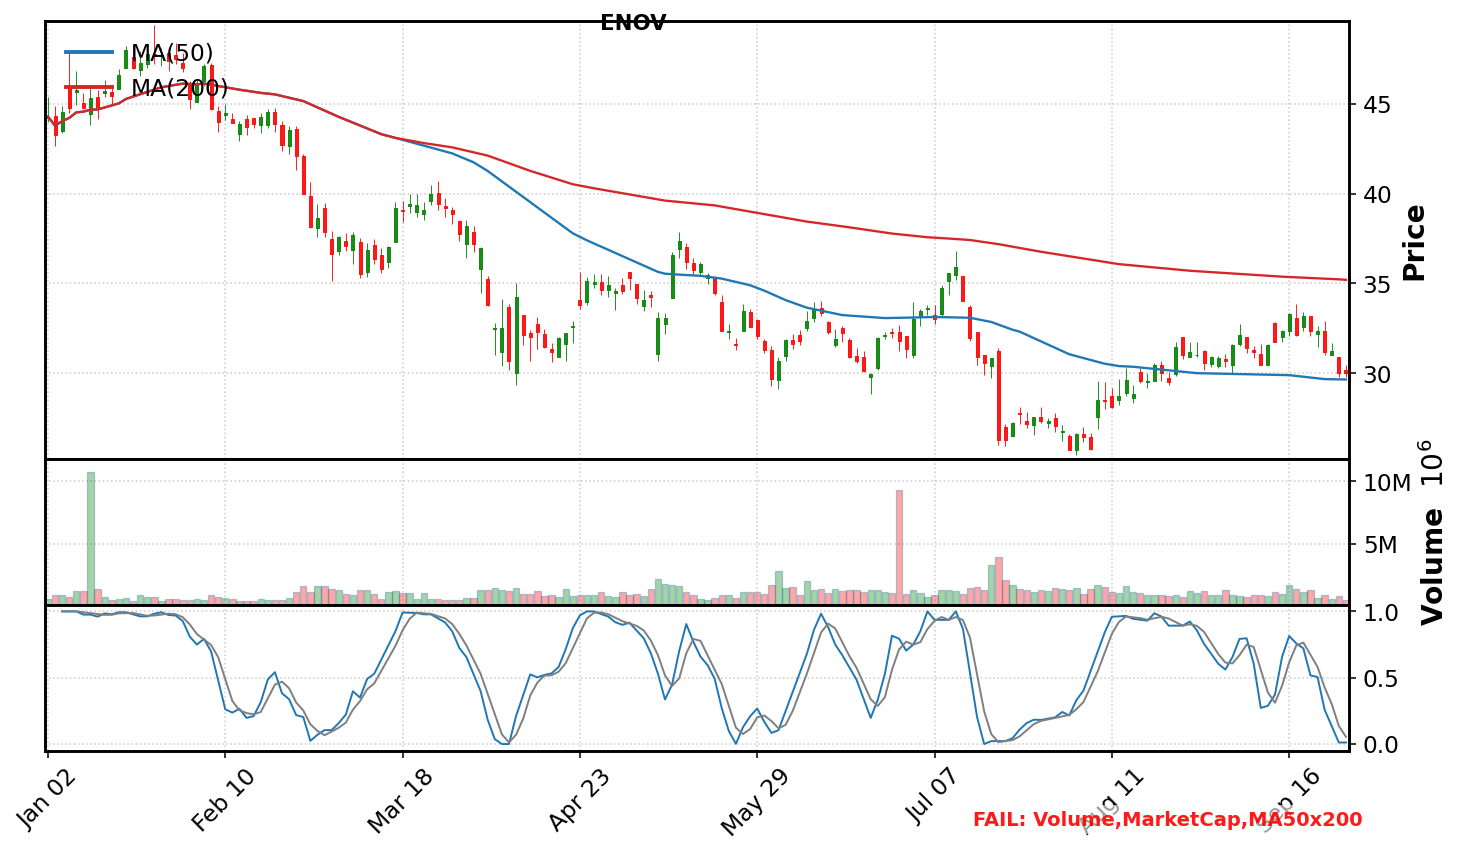 ENOV
MA(50)
MA(200)
45
40
35
30
Price
10M
5M
Volume 10^6
1.0
0.5
0.0
Jan 02
Feb 10
Mar 18
Apr 23
May 29
Jul 07
Aug 11
Sep 16
FAIL: Volume,MarketCap,MA50x200